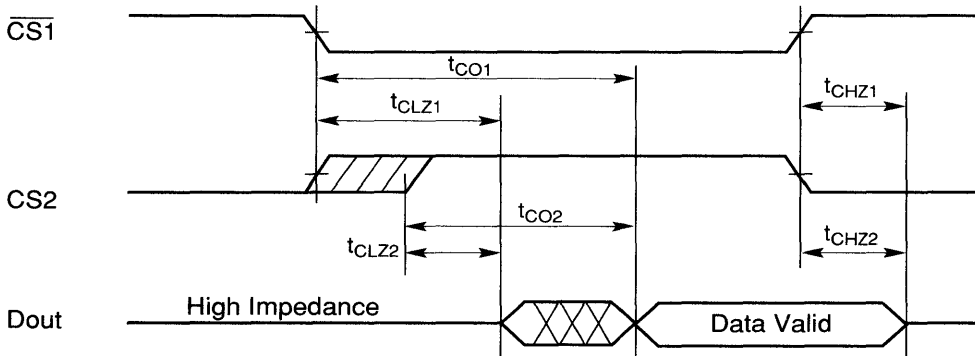 CS1
tCO1
tCHZ1
tCLZ1
CS2
tCO2
tCLZ2
tCHZ2
High Impedance
Dout
Data Valid